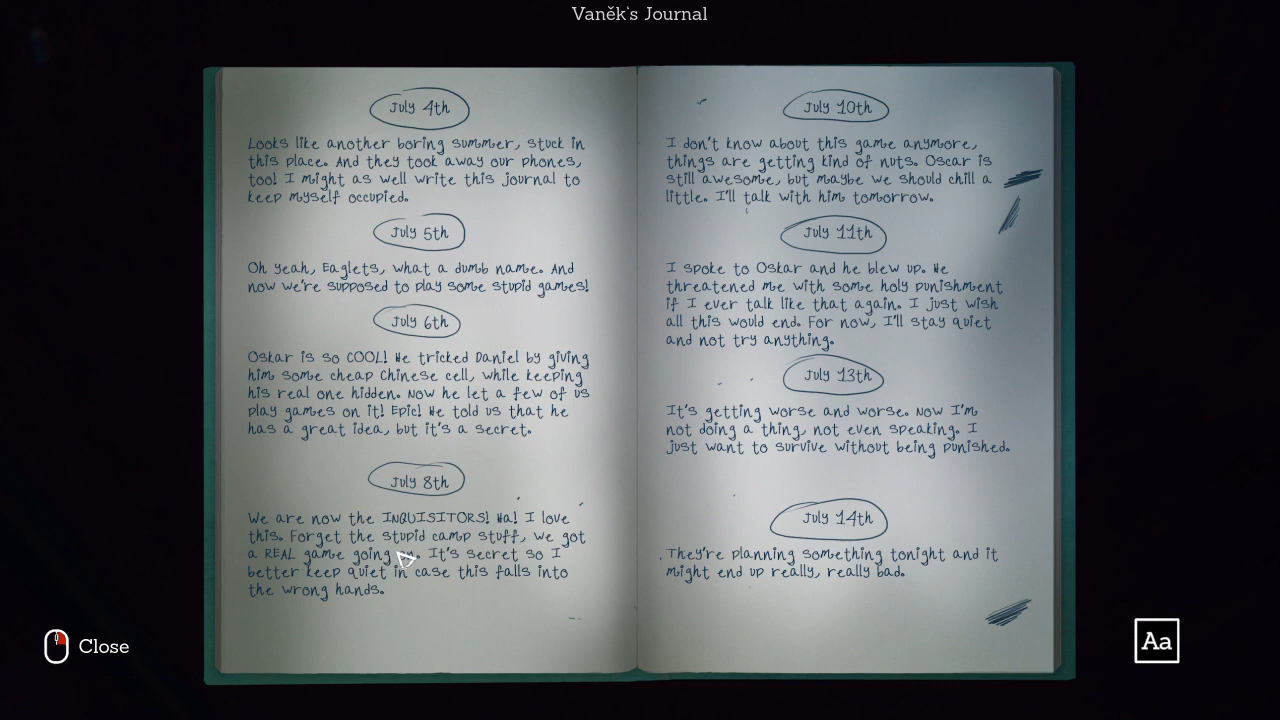 Vaněk's Journal
July 4th
Looks like another boring summer, stuck in
this place. And they took away our phones,
too! I might as well write this journal to
keep myself occupied.
July 5th
Oh yeah, Eaglets, what a dumb name. And
now we're supposed to play some stupid games!
July 6th
Oskar is so COOL! He tricked Daniel by giving
him some cheap Chinese cell, while keeping
his real one hidden. Now he let a few of us
play games on it! Epic! He told us that he
has a great idea, but it's a secret.
July 8th
We are now the INQUISITORS! Ha! I love
this. Forget the stupid camp stuff, we got
a REAL game going . It's secret so I
better keep quiet in case this falls into
the wrong hands.
July 10th
I don't know about this game anymore,
things are getting kind of nuts. Oscar is
still awesome, but maybe we should chill a
little. I'll talk with him tomorrow.
July 11th
I spoke to Oskar and he blew up. He
threatened me with some holy punishment
if I ever talk like that again. I just wish
all this would end. For now, I'll stay quiet
and not try anything.
July 13th
It's getting worse and worse. Now I'm
not doing a thing, not even speaking. I
just want to survive without being punished.
July 14th
They're planning something tonight and it
might end up really, really bad.
Close
Aa